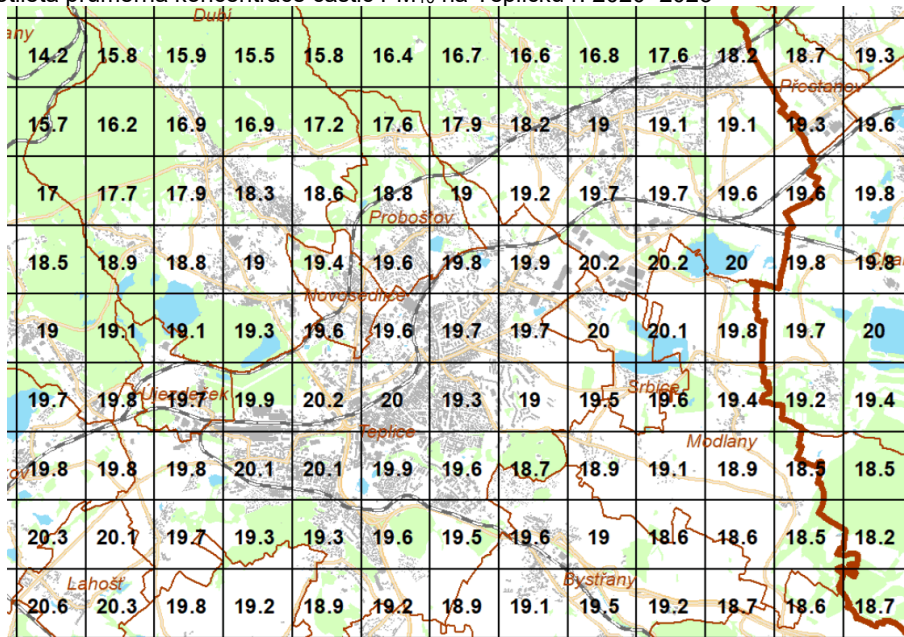 Dubí
14.2 15.8 15.9 15.5 15.8 16.4 16.7 16.6 16.8 17.6 18.2 18.7 19.3
Přestanov
15.7 16.2 16.9 16.9 17.2 17.6 17.9 18.2 19 19.1 19.1 19.3 19.6
17 17.7 17.9 18.3 18.6 18.8 19 19.2 19.7 19.7 19.6 19.6 19.8
Proboštov
18.5 18.9 18.8 19 19.4 19.6 19.8 19.9 20.2 20.2 20 19.8 19.8
Novosedlice
19 19.1 19.1 19.3 19.6 19.6 19.7 19.7 20 20.1 19.8 19.7 20
Srbice
Újezdeček
19.7 19.8 19.7 19.9 20.2 20 19.3 19 19.5 19.6 19.4 19.2 19.4
Teplice
Modlany
19.8 19.8 19.8 20.1 20.1 19.9 19.6 18.7 18.9 19.1 18.9 18.5 18.5
20.3 20.1 19.7 19.3 19.3 19.6 19.5 19.6 19 18.6 18.6 18.5 18.2
Lahošť
Bystřany
20.6 20.3 19.8 19.2 18.9 19.2 18.9 19.1 19.5 19.2 18.7 18.6 18.7